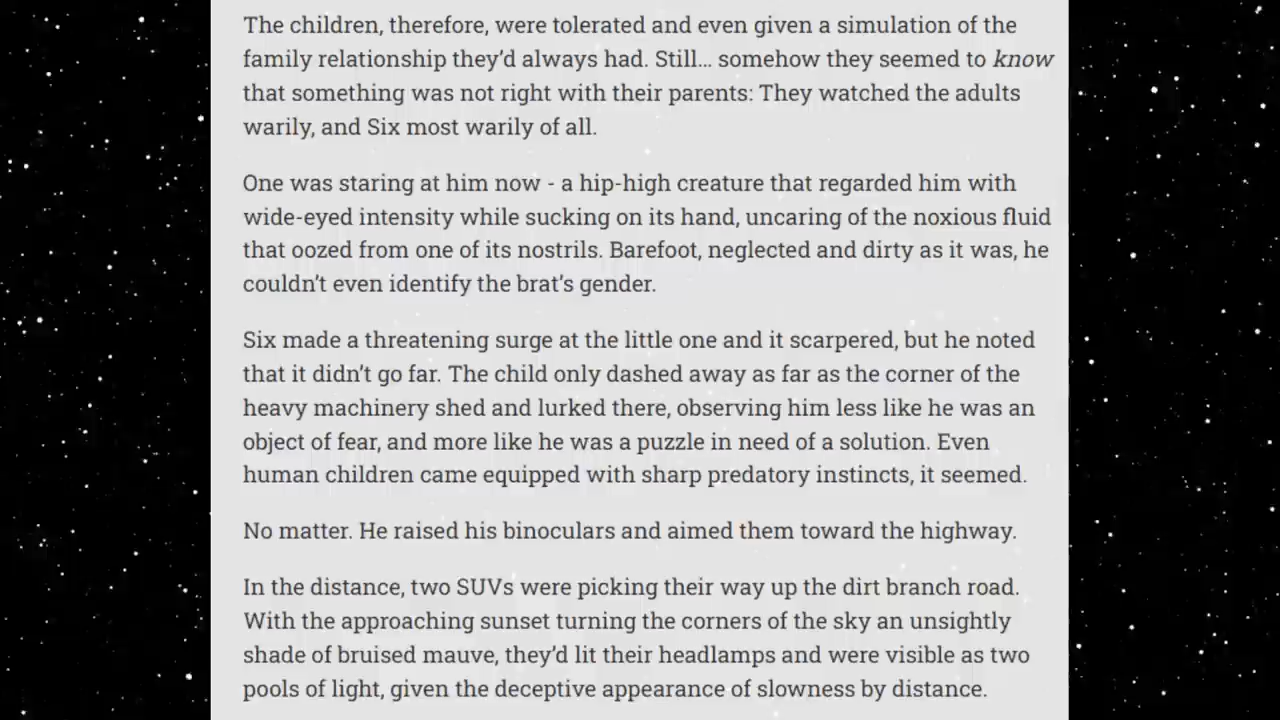 The children, therefore, were tolerated and even given a simulation of the
family relationship they’d always had. Still… somehow they seemed to know
that something was not right with their parents: They watched the adults
warily, and Six most warily of all.
One was staring at him now - a hip-high creature that regarded him with
wide-eyed intensity while sucking on its hand, uncaring of the noxious fluid
that oozed from one of its nostrils. Barefoot, neglected and dirty as it was, he
couldn’t even identify the brat’s gender.
Six made a threatening surge at the little one and it scarpered, but he noted
that it didn’t go far. The child only dashed away as far as the corner of the
heavy machinery shed and lurked there, observing him less like he was an
object of fear, and more like he was a puzzle in need of a solution. Even
human children came equipped with sharp predatory instincts, it seemed.
No matter. He raised his binoculars and aimed them toward the highway.
In the distance, two SUVs were picking their way up the dirt branch road.
With the approaching sunset turning the corners of the sky an unsightly
shade of bruised mauve, they’d lit their headlamps and were visible as two
pools of light, given the deceptive appearance of slowness by distance.